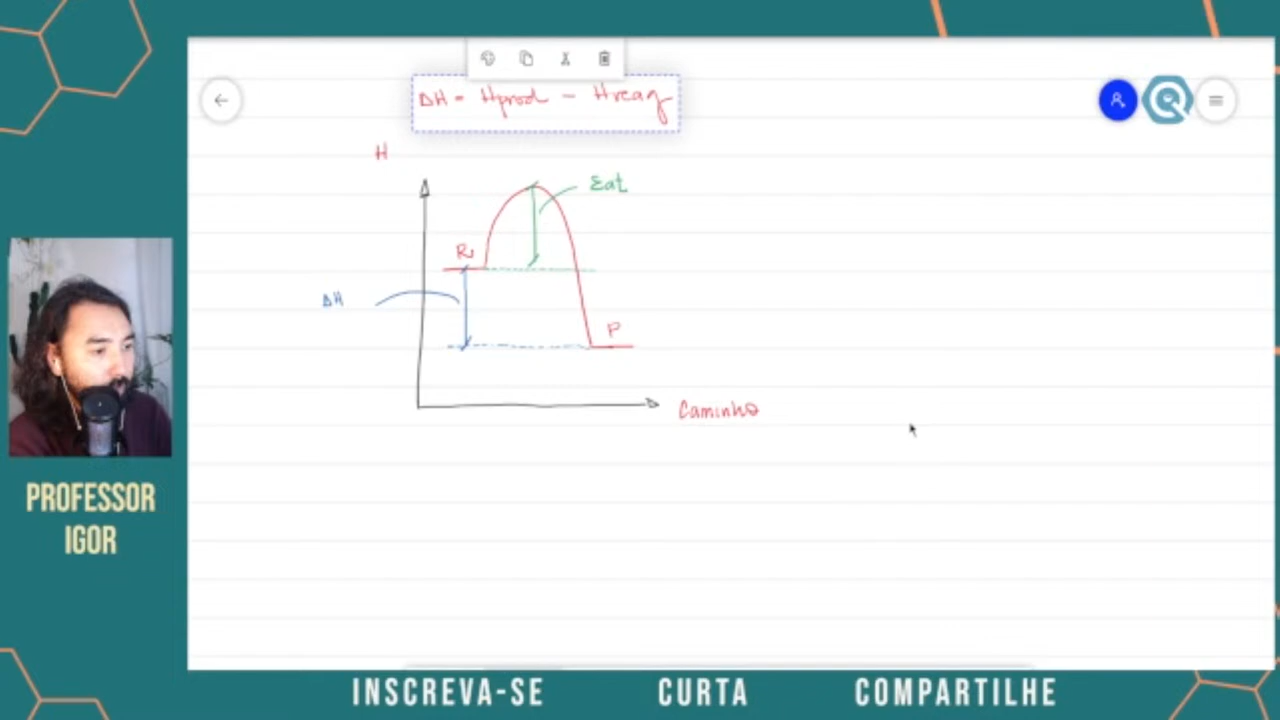 ΔH = Hprod - Hreag
H
Eat
R
ΔH
P
Caminho
PROFESSOR
IGOR
INSCREVA-SE CURTA COMPARTILHE